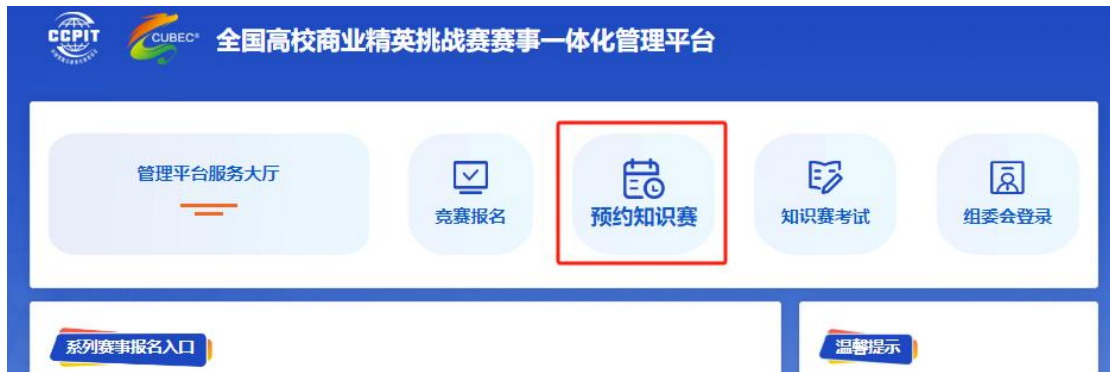 CCPIT
CUBEC®
全国高校商业精英挑战赛赛事一体化管理平台
管理平台服务大厅
竞赛报名
预约知识赛
知识赛考试
组委会登录
系列赛事报名入口
温馨提示